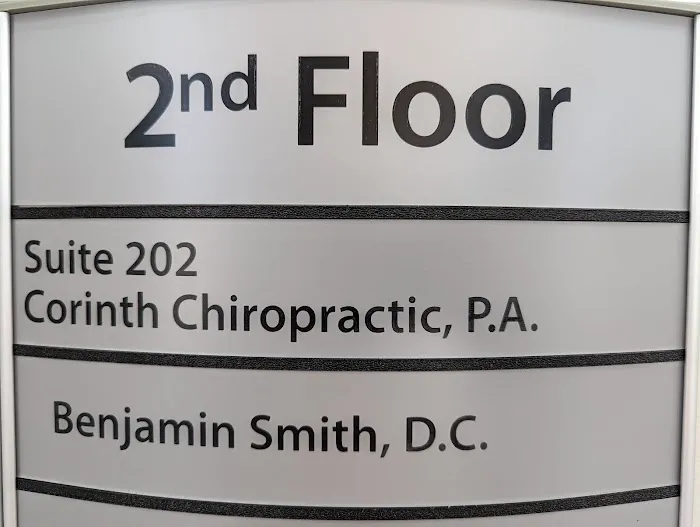 2nd Floor
Suite 202
Corinth Chiropractic, P.A.
Benjamin Smith, D.C.